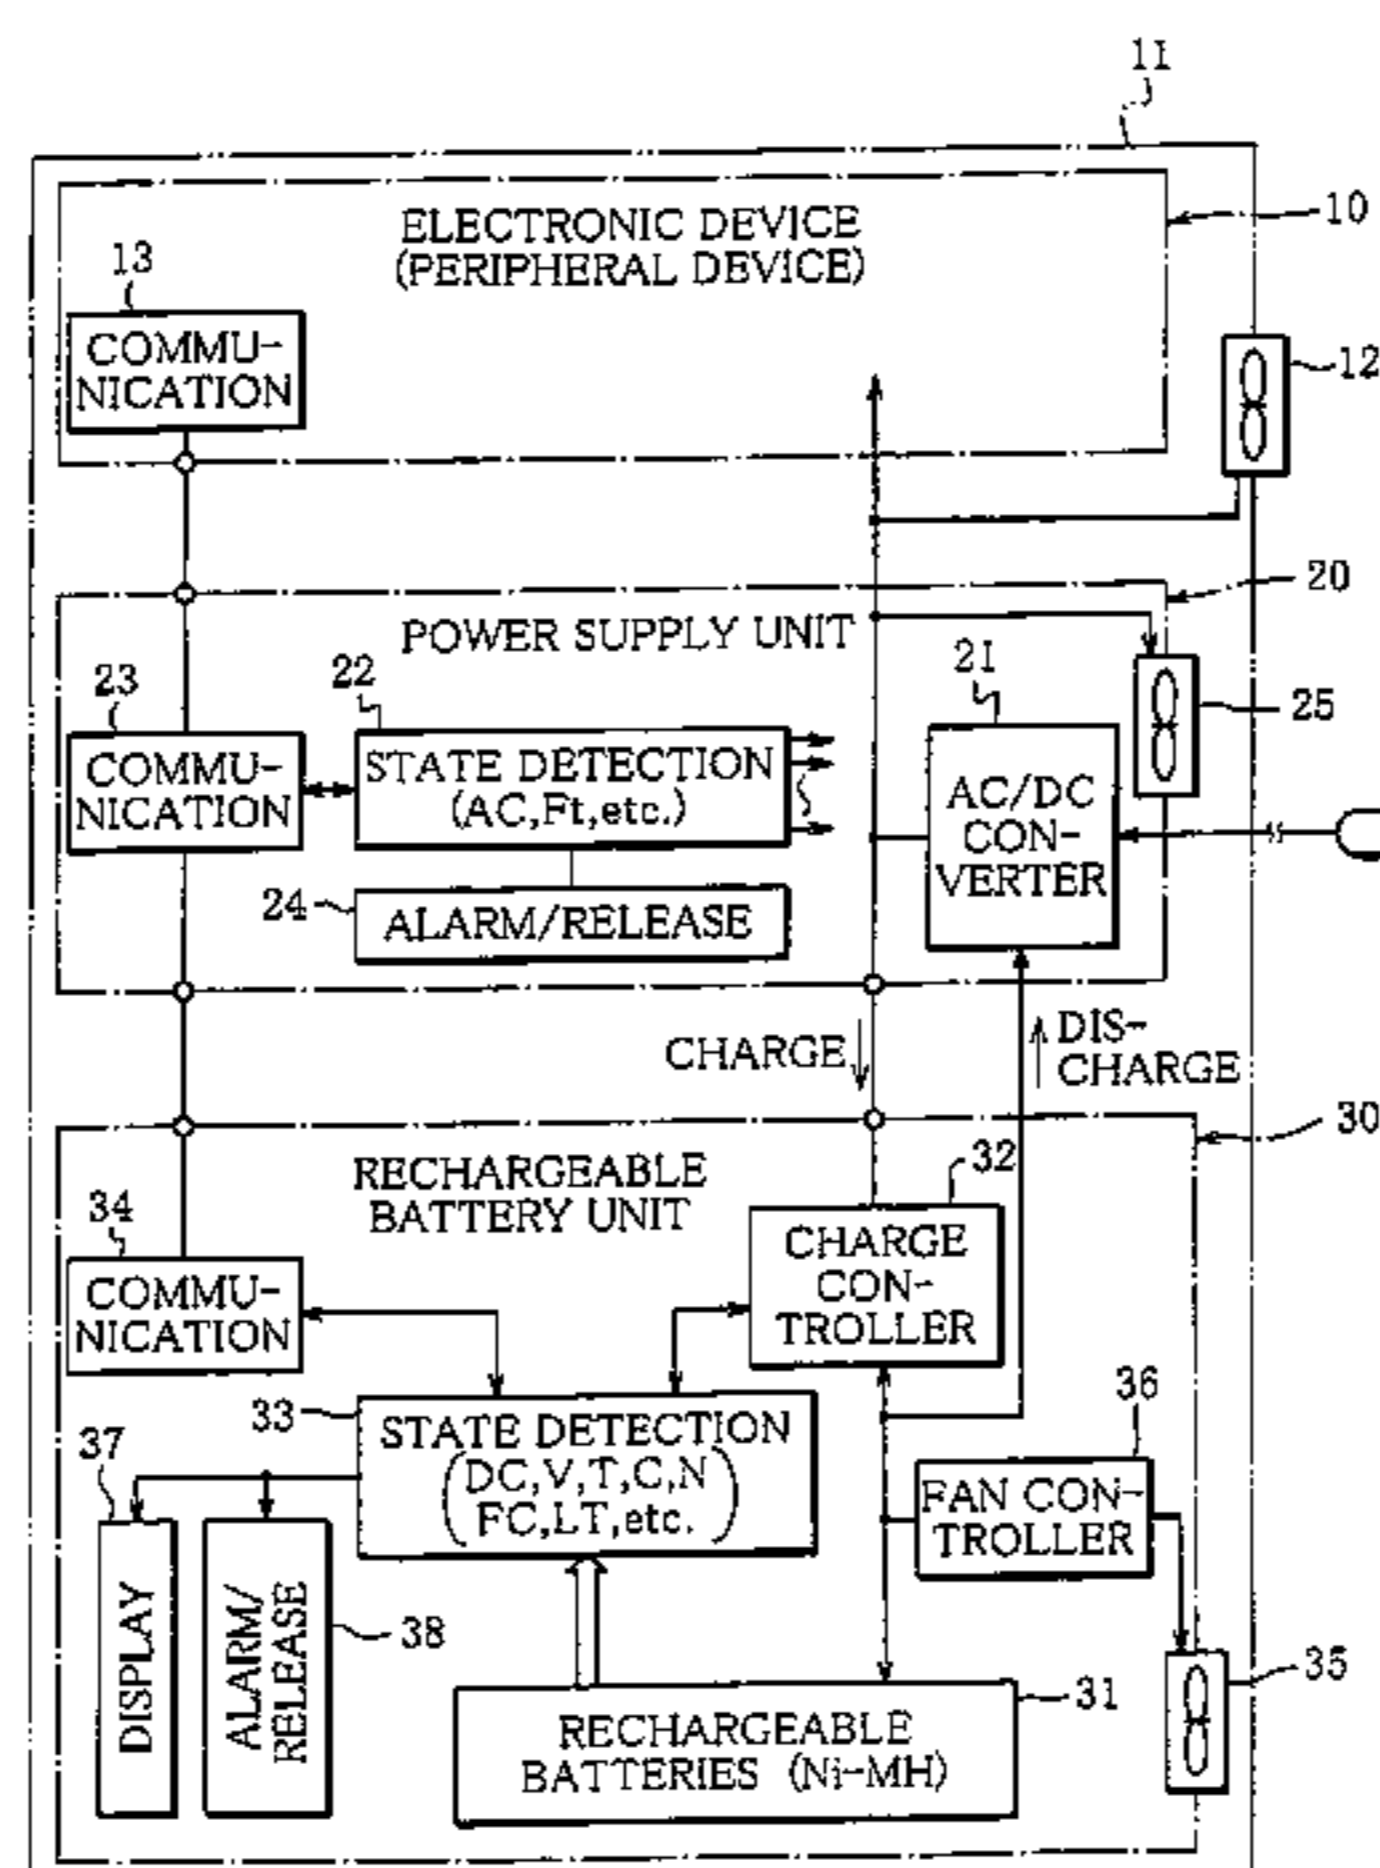 11
10
ELECTRONIC DEVICE
(PERIPHERAL DEVICE)
13
COMMU-
NICATION
12
20
POWER SUPPLY UNIT
21
22
23
25
COMMU-
NICATION
STATE DETECTION
(AC,Ft,etc.)
AC/DC
CON-
VERTER
24
ALARM/RELEASE
CHARGE
DIS-
CHARGE
30
RECHARGEABLE
BATTERY UNIT
32
34
CHARGE
CON-
TROLLER
COMMU-
NICATION
36
33
STATE DETECTION
(DC,V,T,C,N
FC,LT,etc.)
37
FAN CON-
TROLLER
DISPLAY
ALARM/
RELEASE
38
35
31
RECHARGEABLE
BATTERIES (Ni-MH)